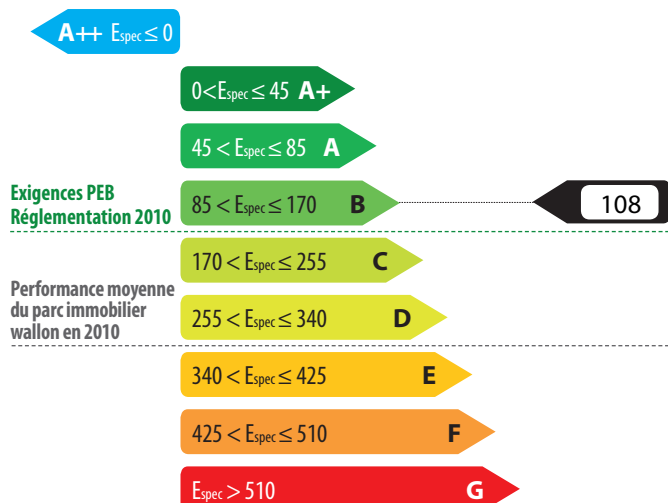 A++ Espec ≤ 0
0<Espec ≤ 45 A+
45 < Espec ≤ 85 A
Exigences PEB
Réglementation 2010
85 < Espec ≤ 170 B
108
170 < Espec ≤ 255 C
Performance moyenne
du parc immobilier
wallon en 2010
255 < Espec ≤ 340 D
340 < Espec ≤ 425 E
425 < Espec ≤ 510 F
Espec > 510 G